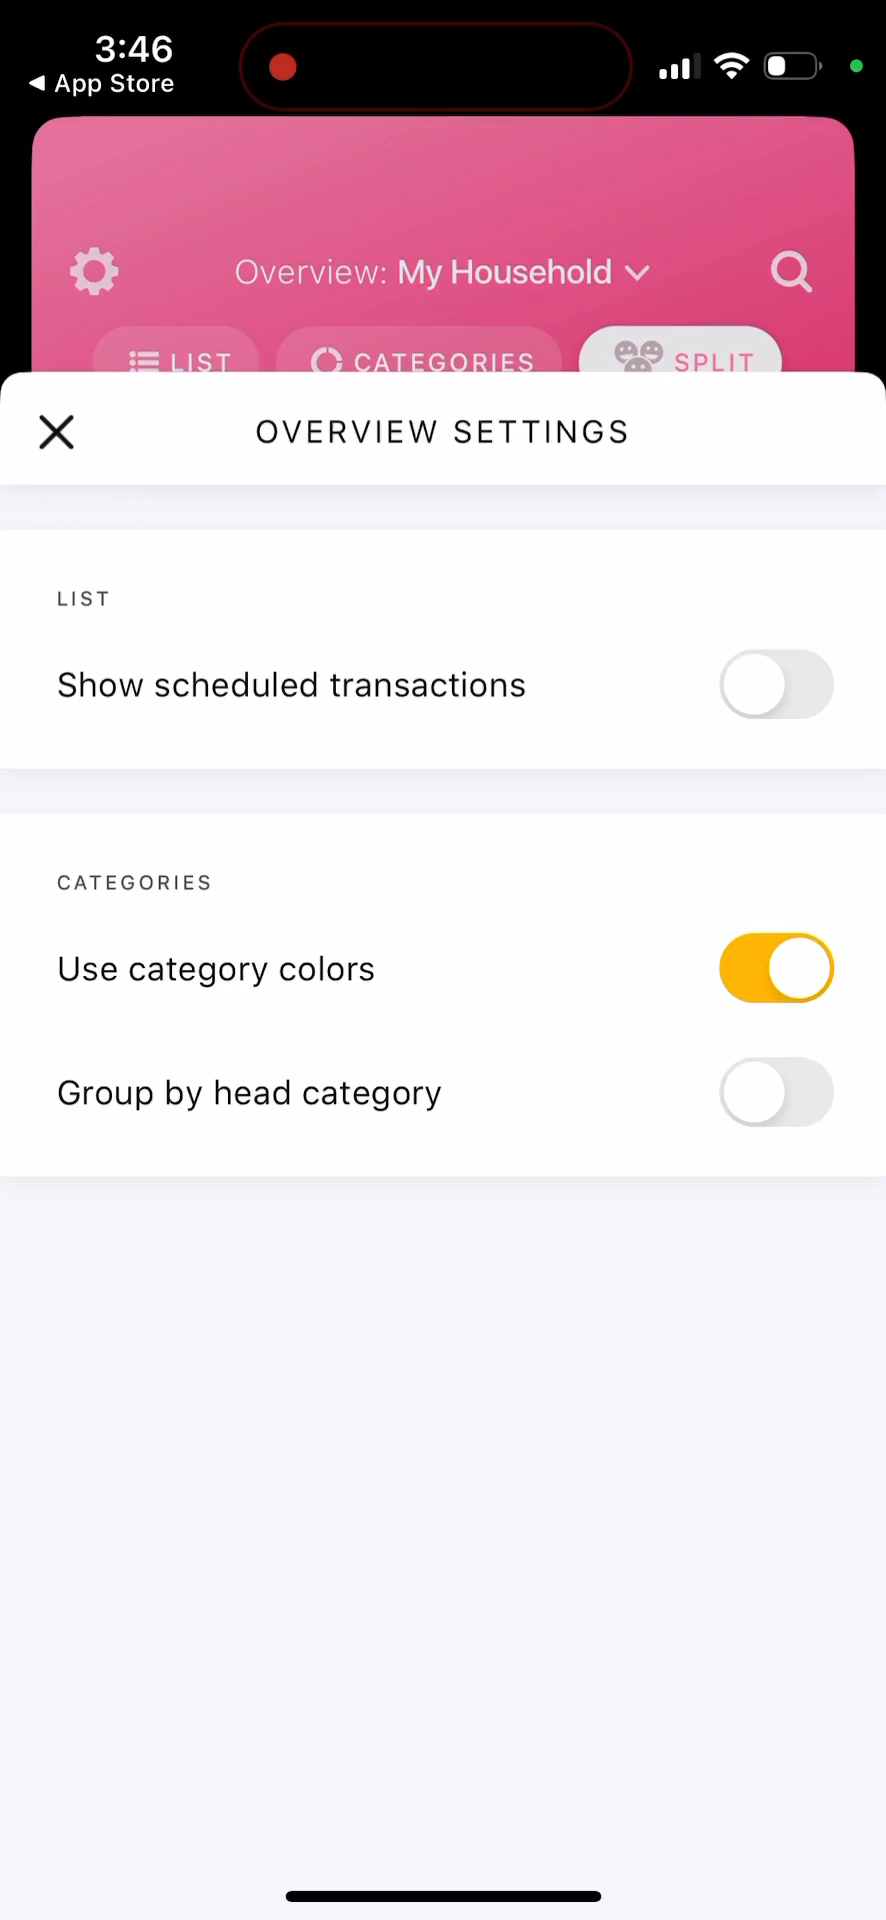 3:46
◀ App Store
Overview: My Household
LIST
CATEGORIES
SPLIT
OVERVIEW SETTINGS
LIST
Show scheduled transactions
CATEGORIES
Use category colors
Group by head category